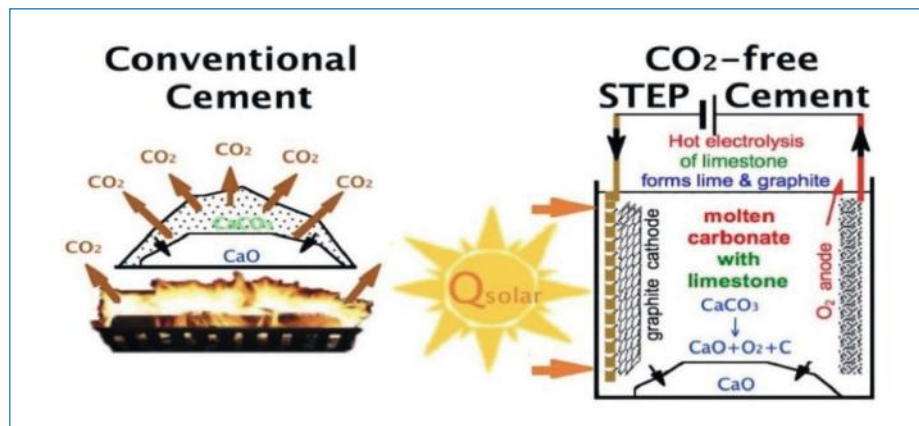 Conventional
Cement
CO₂
CO₂
CO₂
CO₂
CO₂
CO₂
CaCO₃
CaO
Qsolar
CO₂-free
STEP Cement
Hot electrolysis
of limestone
forms lime & graphite
graphite cathode
molten
carbonate
with
limestone
CaCO₃
CaO+O₂+C
CaO
O₂ anode